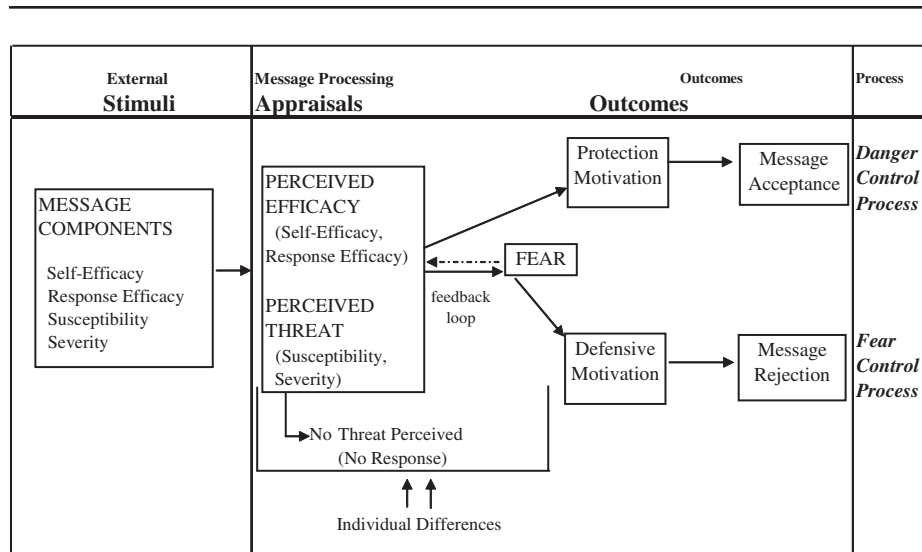 External
Stimuli
Message Processing
Appraisals
Outcomes
Outcomes
Process
MESSAGE
COMPONENTS
Self-Efficacy
Response Efficacy
Susceptibility
Severity
PERCEIVED
EFFICACY
(Self-Efficacy,
Response Efficacy)
PERCEIVED
THREAT
(Susceptibility,
Severity)
No Threat Perceived
(No Response)
Individual Differences
feedback
loop
FEAR
Protection
Motivation
Message
Acceptance
Danger
Control
Process
Defensive
Motivation
Message
Rejection
Fear
Control
Process